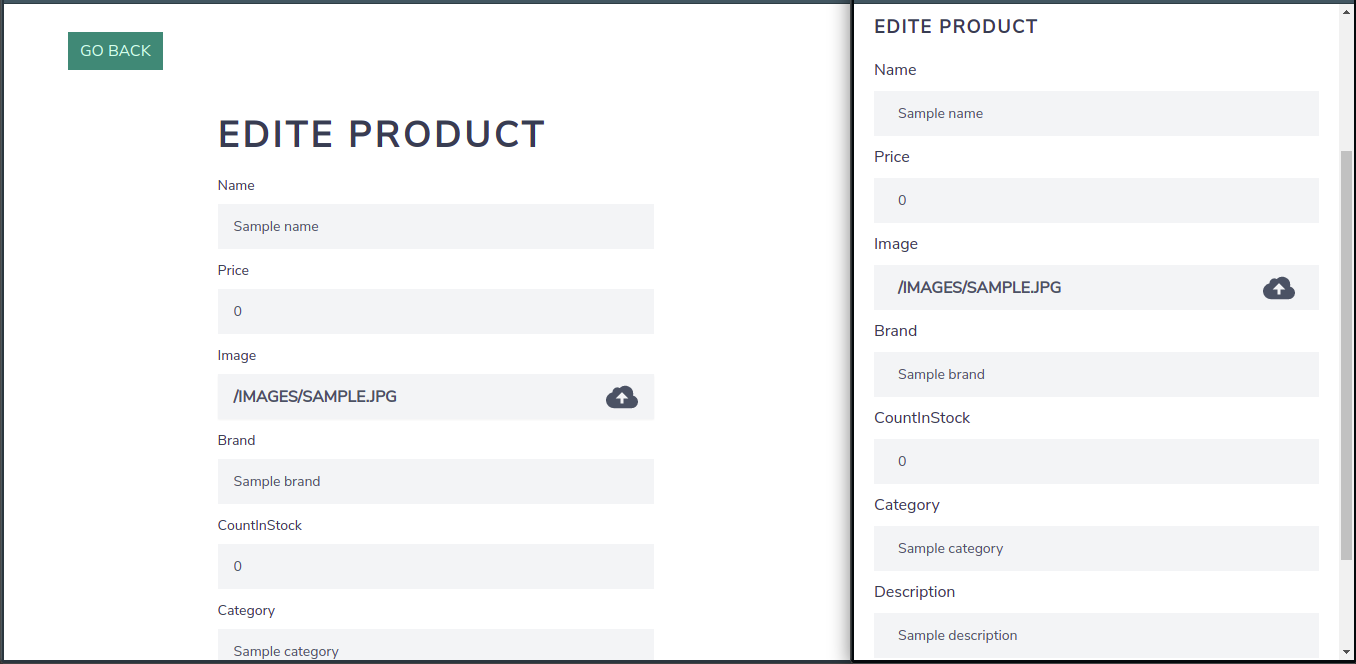 GO BACK
EDITE PRODUCT
Name
Sample name
Price
0
Image
/IMAGES/SAMPLE.JPG
Brand
Sample brand
CountInStock
0
Category
Sample category
EDITE PRODUCT
Name
Sample name
Price
0
Image
/IMAGES/SAMPLE.JPG
Brand
Sample brand
CountInStock
0
Category
Sample category
Description
Sample description